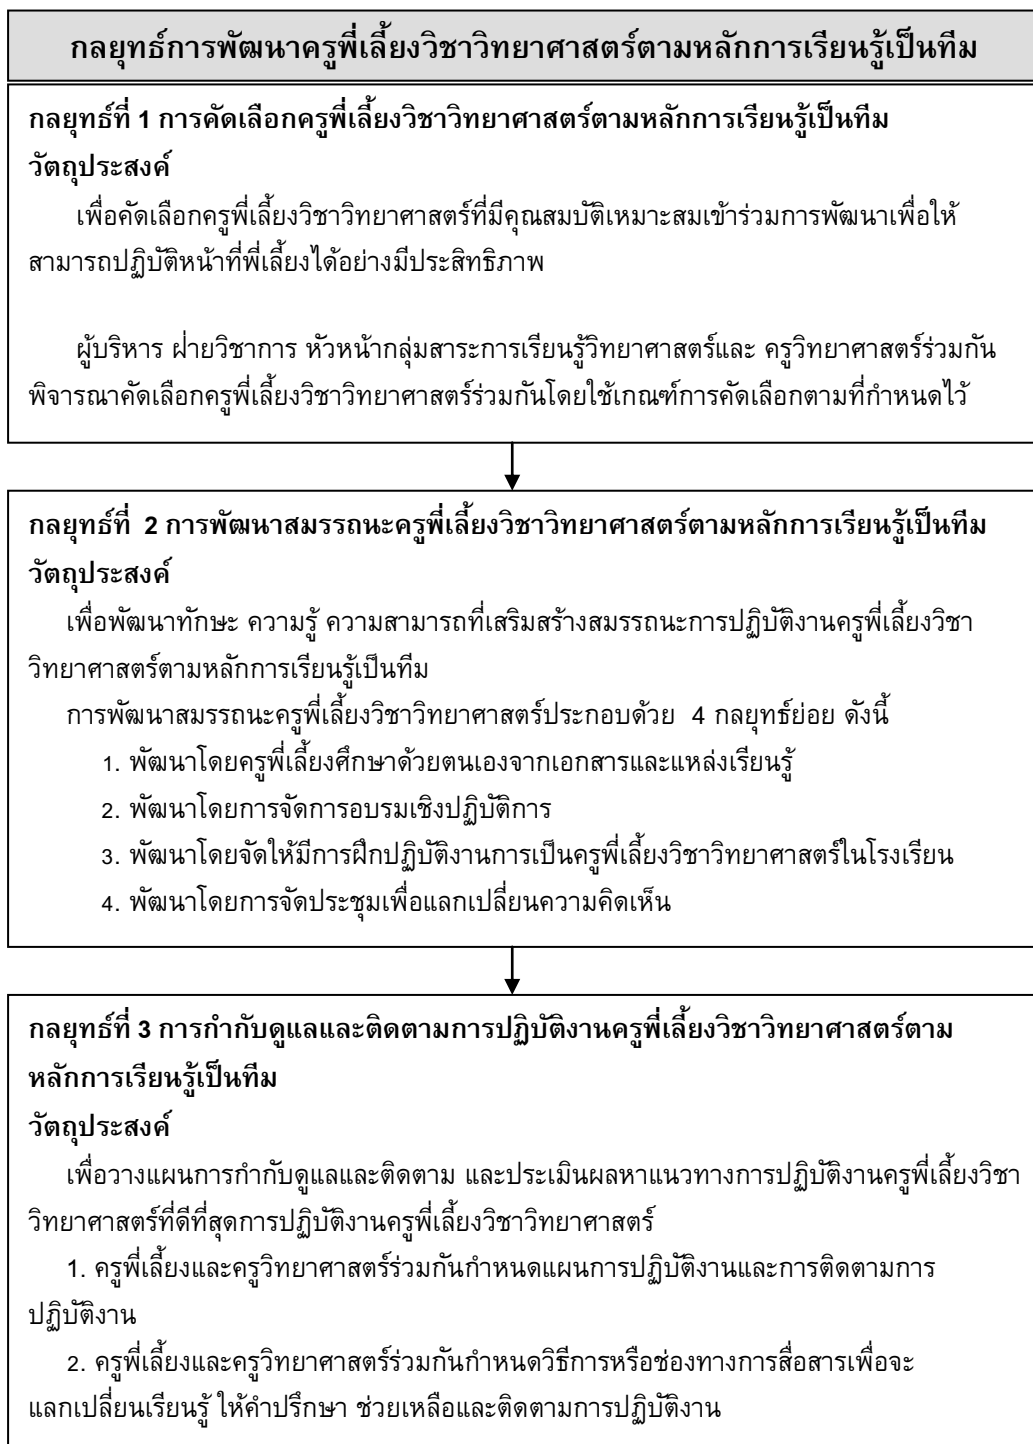 กลยุทธ์การพัฒนาครูพี่เลี้ยงวิชาวิทยาศาสตร์ตามหลักการเรียนรู้เป็นทีม
กลยุทธ์ที่ 1 การคัดเลือกครูพี่เลี้ยงวิชาวิทยาศาสตร์ตามหลักการเรียนรู้เป็นทีม
วัตถุประสงค์
เพื่อคัดเลือกครูพี่เลี้ยงวิชาวิทยาศาสตร์ที่มีคุณสมบัติเหมาะสมเข้าร่วมการพัฒนาเพื่อให้
สามารถปฏิบัติหน้าที่พี่เลี้ยงได้อย่างมีประสิทธิภาพ
ผู้บริหาร ฝ่ายวิชาการ หัวหน้ากลุ่มสาระการเรียนรู้วิทยาศาสตร์และ ครูวิทยาศาสตร์ร่วมกัน
พิจารณาคัดเลือกครูพี่เลี้ยงวิชาวิทยาศาสตร์ร่วมกันโดยใช้เกณฑ์การคัดเลือกตามที่กำหนดไว้
กลยุทธ์ที่ 2 การพัฒนาสมรรถนะครูพี่เลี้ยงวิชาวิทยาศาสตร์ตามหลักการเรียนรู้เป็นทีม
วัตถุประสงค์
เพื่อพัฒนาทักษะ ความรู้ ความสามารถที่เสริมสร้างสมรรถนะการปฏิบัติงานครูพี่เลี้ยงวิชา
วิทยาศาสตร์ตามหลักการเรียนรู้เป็นทีม
การพัฒนาสมรรถนะครูพี่เลี้ยงวิชาวิทยาศาสตร์ประกอบด้วย 4 กลยุทธ์ย่อย ดังนี้
1. พัฒนาโดยครูพี่เลี้ยงศึกษาด้วยตนเองจากเอกสารและแหล่งเรียนรู้
2. พัฒนาโดยการจัดการอบรมเชิงปฏิบัติการ
3. พัฒนาโดยจัดให้มีการฝึกปฏิบัติงานการเป็นครูพี่เลี้ยงวิชาวิทยาศาสตร์ในโรงเรียน
4. พัฒนาโดยการจัดประชุมเพื่อแลกเปลี่ยนความคิดเห็น
กลยุทธ์ที่ 3 การกำกับดูแลและติดตามการปฏิบัติงานครูพี่เลี้ยงวิชาวิทยาศาสตร์ตาม
หลักการเรียนรู้เป็นทีม
วัตถุประสงค์
เพื่อวางแผนการกำกับดูแลและติดตาม และประเมินผลหาแนวทางการปฏิบัติงานครูพี่เลี้ยงวิชา
วิทยาศาสตร์ที่ดีที่สุดการปฏิบัติงานครูพี่เลี้ยงวิชาวิทยาศาสตร์
1. ครูพี่เลี้ยงและครูวิทยาศาสตร์ร่วมกันกำหนดแผนการปฏิบัติงานและการติดตามการ
ปฏิบัติงาน
2. ครูพี่เลี้ยงและครูวิทยาศาสตร์ร่วมกันกำหนดวิธีการหรือช่องทางการสื่อสารเพื่อจะ
แลกเปลี่ยนเรียนรู้ ให้คำปรึกษา ช่วยเหลือและติดตามการปฏิบัติงาน